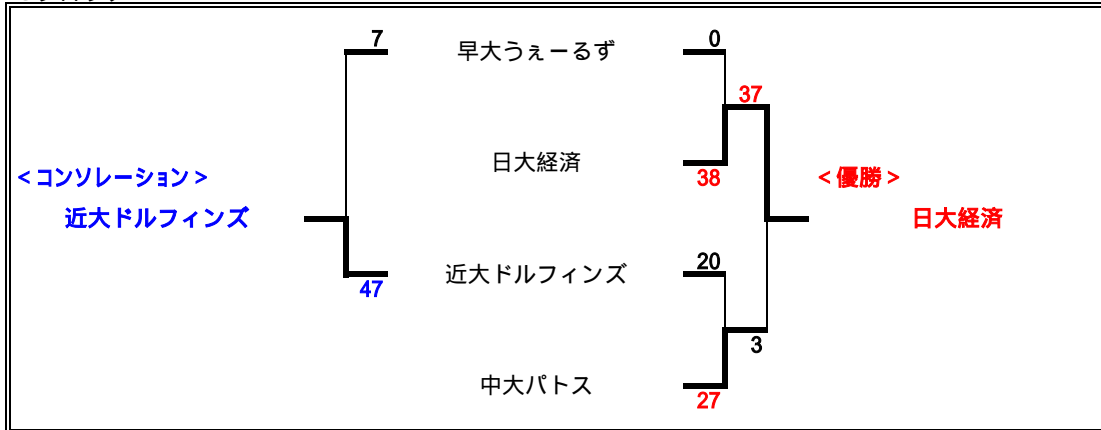 7 早大うぇーるず 0
37
日大経済 38
<コンソレーション> <優勝>
近大ドルフィンズ 日大経済
近大ドルフィンズ 20
47
3
中大パトス 27